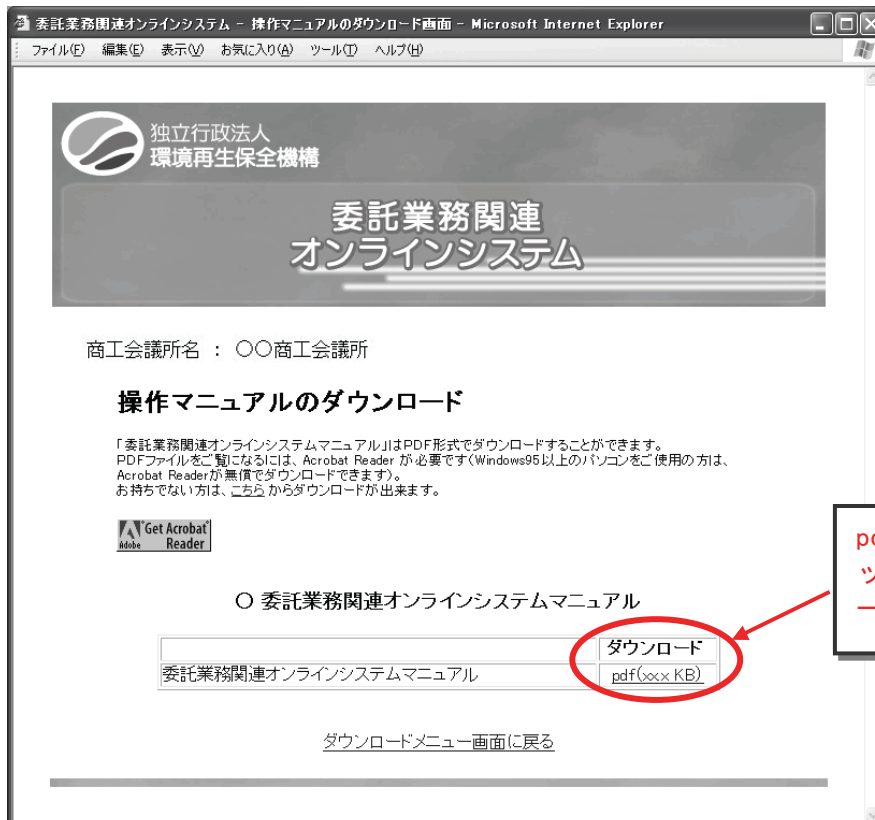 委託業務関連オンラインシステム - 操作マニュアルのダウンロード画面 - Microsoft Internet Explorer
ファイル(F) 編集(E) 表示(V) お気に入り(A) ツール(T) ヘルプ(H)
独立行政法人
環境再生保全機構
委託業務関連
オンラインシステム
商工会議所名 : 〇〇商工会議所
操作マニュアルのダウンロード
「委託業務関連オンラインシステムマニュアル」はPDF形式でダウンロードすることができます。
PDFファイルをご覧になるには、Acrobat Reader が必要です(Windows95以上のパソコンをご使用の方は、
Acrobat Readerが無償でダウンロードできます)。
お持ちでない方は、こちら からダウンロードが出来ます。
Get Acrobat
Adobe Reader
〇 委託業務関連オンラインシステムマニュアル
ダウンロード
委託業務関連オンラインシステムマニュアル pdf(xxx KB)
ダウンロードメニュー画面に戻る
ッ
ー